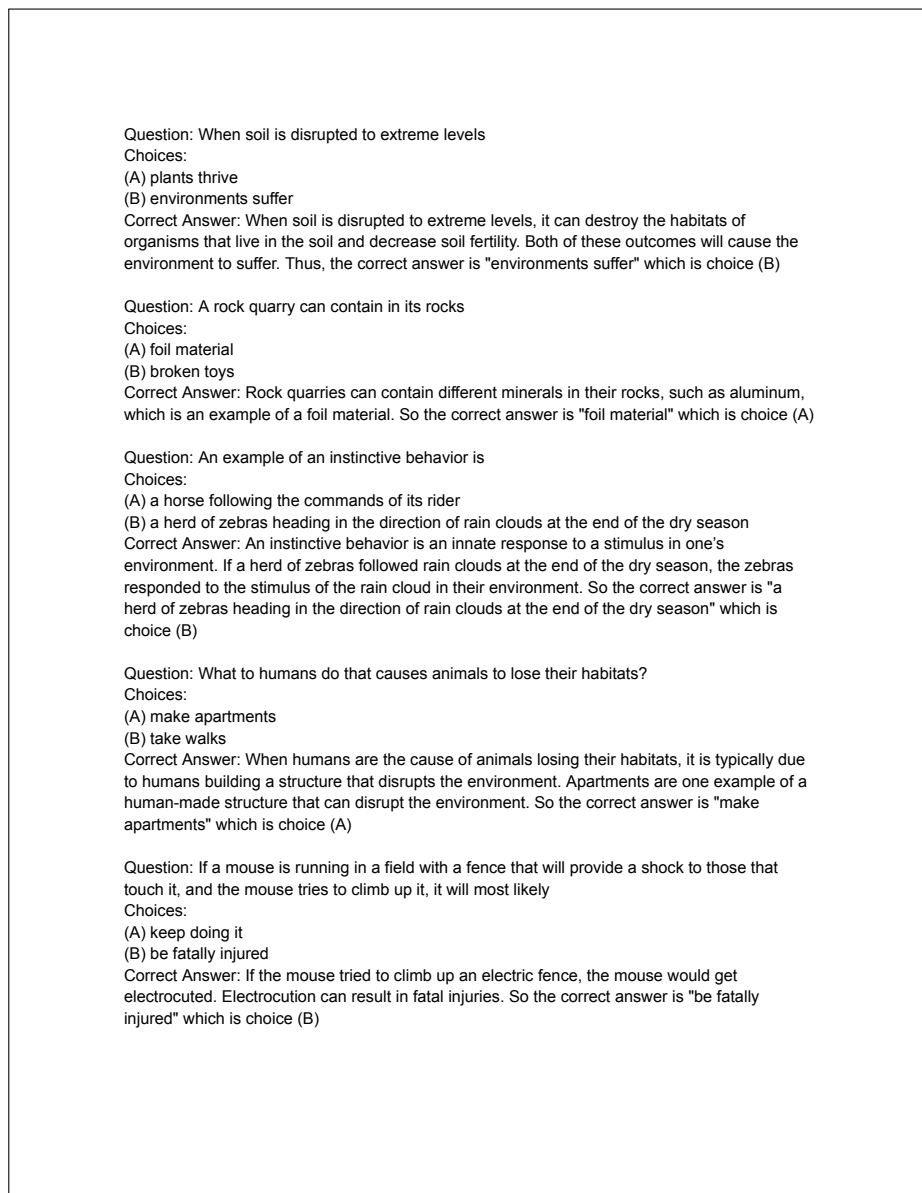 Question: When soil is disrupted to extreme levels
Choices:
(A) plants thrive
(B) environments suffer
Correct Answer: When soil is disrupted to extreme levels, it can destroy the habitats of
organisms that live in the soil and decrease soil fertility. Both of these outcomes will cause the
environment to suffer. Thus, the correct answer is "environments suffer" which is choice (B)
Question: A rock quarry can contain in its rocks
Choices:
(A) foil material
(B) broken toys
Correct Answer: Rock quarries can contain different minerals in their rocks, such as aluminum,
which is an example of a foil material. So the correct answer is "foil material" which is choice (A)
Question: An example of an instinctive behavior is
Choices:
(A) a horse following the commands of its rider
(B) a herd of zebras heading in the direction of rain clouds at the end of the dry season
Correct Answer: An instinctive behavior is an innate response to a stimulus in one’s
environment. If a herd of zebras followed rain clouds at the end of the dry season, the zebras
responded to the stimulus of the rain cloud in their environment. So the correct answer is "a
herd of zebras heading in the direction of rain clouds at the end of the dry season" which is
choice (B)
Question: What to humans do that causes animals to lose their habitats?
Choices:
(A) make apartments
(B) take walks
Correct Answer: When humans are the cause of animals losing their habitats, it is typically due
to humans building a structure that disrupts the environment. Apartments are one example of a
human-made structure that can disrupt the environment. So the correct answer is "make
apartments" which is choice (A)
Question: If a mouse is running in a field with a fence that will provide a shock to those that
touch it, and the mouse tries to climb up it, it will most likely
Choices:
(A) keep doing it
(B) be fatally injured
Correct Answer: If the mouse tried to climb up an electric fence, the mouse would get
electrocuted. Electrocution can result in fatal injuries. So the correct answer is "be fatally
injured" which is choice (B)